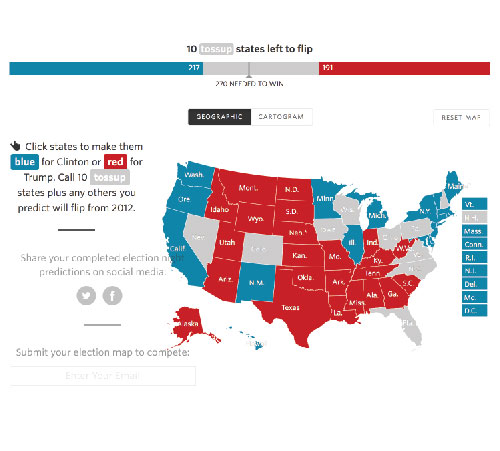 10 tossup states left to flip
217
191
270 NEEDED TO WIN
GEOGRAPHIC
CARTOGRAM
RESET MAP
Click states to make them
blue for Clinton or red for
Trump. Call 10 tossup
states plus any others you
predict will flip from 2012.
Share your completed election night
predictions on social media:
Submit your election map to compete:
Enter Your Email
Wash.
Ore.
Calif.
Nev.
Idaho
Mont.
Wyo.
Utah
Colo.
Ariz.
N.M.
N.D.
S.D.
Neb.*
Kan.
Okla.
Texas
Minn.
Iowa
Mo.
Ark.
La.
Wis.
Ill.
Mich.
Ind.
Ky.
Tenn.
Miss.
Ala.
Ga.
Fla.
S.C.
N.C.
Va.
W.Va.
Pa.
N.Y.
Maine
Alaska
Vt.
N.H.
Mass.
Conn.
R.I.
N.J.
Del.
Md.
D.C.